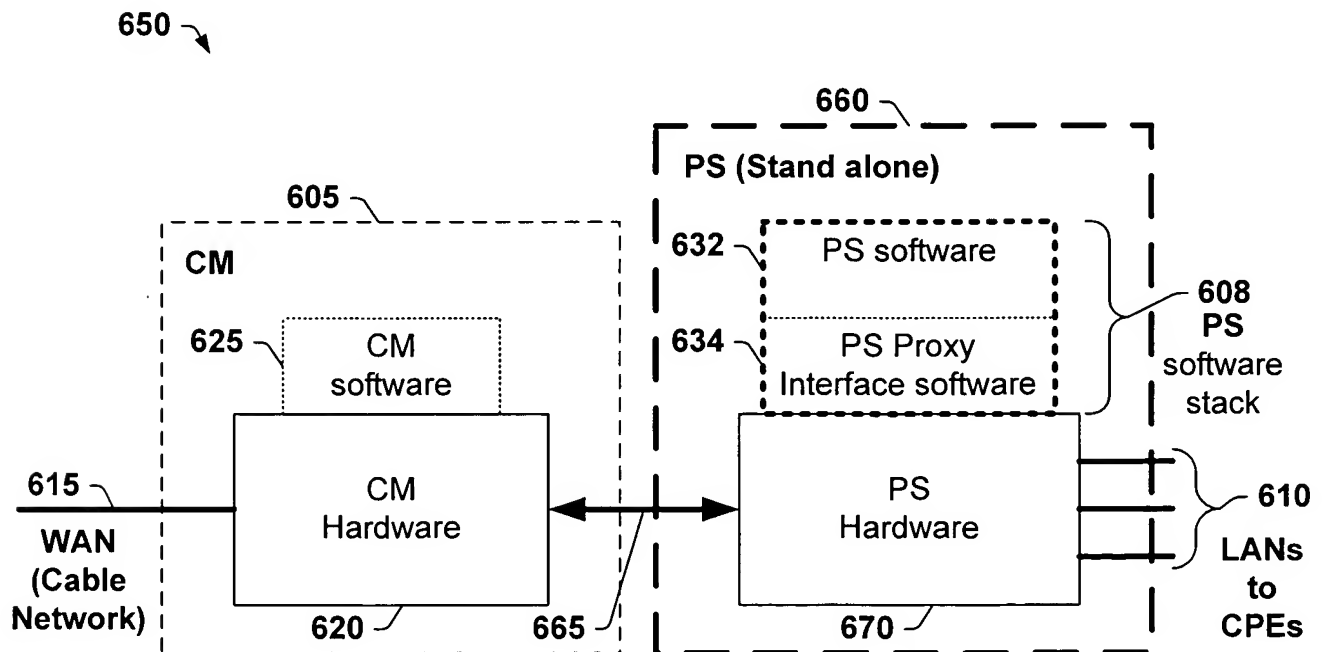 650
660
PS (Stand alone)
605
CM
632
PS software
608
PS
software
stack
625
CM
software
634
PS Proxy
Interface software
615
WAN
(Cable
Network)
CM
Hardware
PS
Hardware
610
LANs
to
CPEs
620
665
670